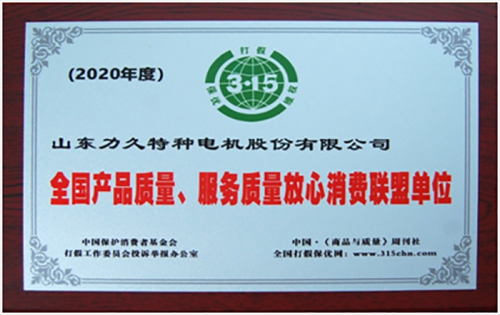 打假
3·15
保优 维权
(2020年度)
山东力久特种电机股份有限公司
全国产品质量、服务质量放心消费联盟单位
中国保护消费者基金会
打假工作委员会投诉举报办公室
中国·《商品与质量》周刊社
全国打假保优网:www.315chn.com